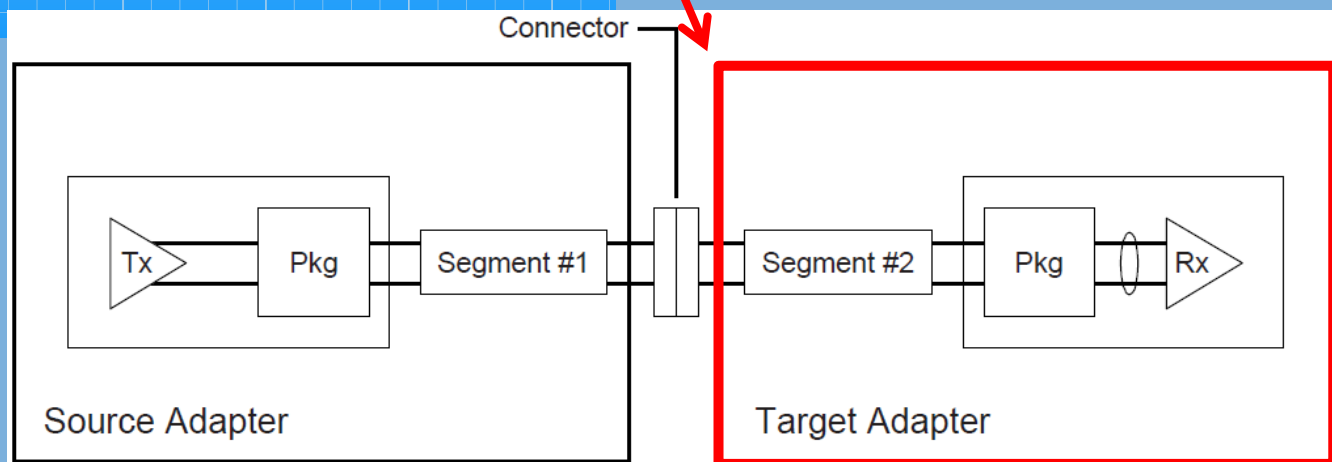 Connector
Tx
Pkg
Segment #1
Segment #2
Pkg
Rx
Source Adapter
Target Adapter